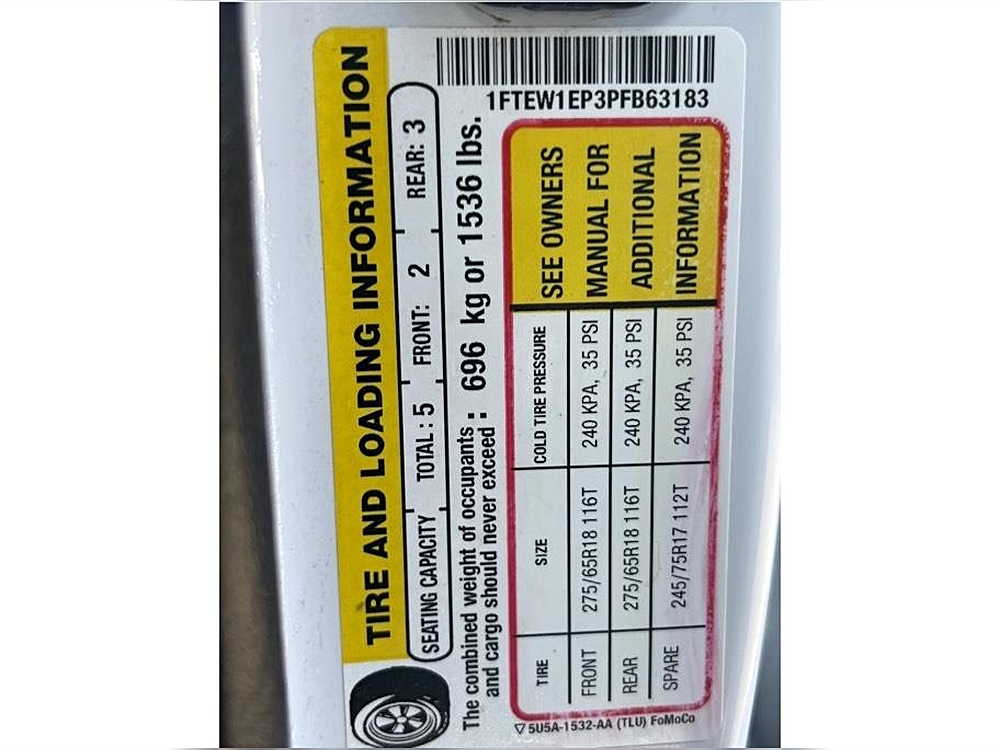 1FTEW1EP3PFB63183
TIRE AND LOADING INFORMATION
SEATING CAPACITY TOTAL : 5 FRONT: 2 REAR: 3
The combined weight of occupants
and cargo should never exceed : 696 kg or 1536 lbs.
TIRE SIZE COLD TIRE PRESSURE
FRONT 275/65R18 116T 240 KPA, 35 PSI
REAR 275/65R18 116T 240 KPA, 35 PSI
SPARE 245/75R17 112T 240 KPA, 35 PSI
SEE OWNERS
MANUAL FOR
ADDITIONAL
INFORMATION
5U5A-1532-AA (TLU) FoMoCo